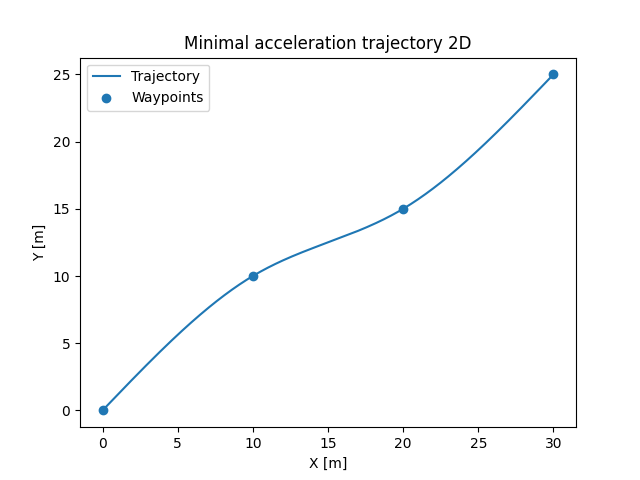 Minimal acceleration trajectory 2D
Trajectory
Waypoints
25
20
15
10
5
0
Y [m]
0 5 10 15 20 25 30
X [m]